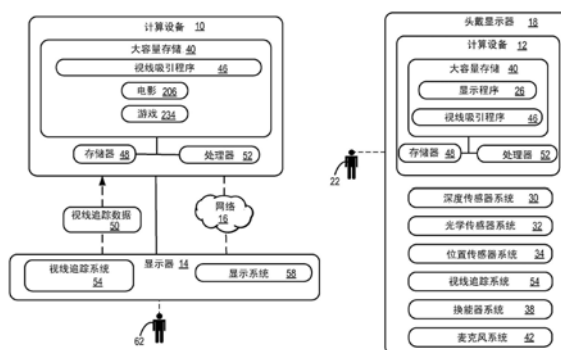 计算设备 10
大容量存储 40
视线吸引程序 46
电影 206
游戏 234
存储器 48
处理器 52
视线追踪数据 50
网络 16
显示器 14
视线追踪系统 54
显示系统 58
62
头戴显示器 18
计算设备 12
大容量存储 40
显示程序 26
视线吸引程序 46
存储器 48
处理器 52
22
深度传感器系统 30
光学传感器系统 32
位置传感器系统 34
视线追踪系统 54
换能器系统 38
麦克风系统 42